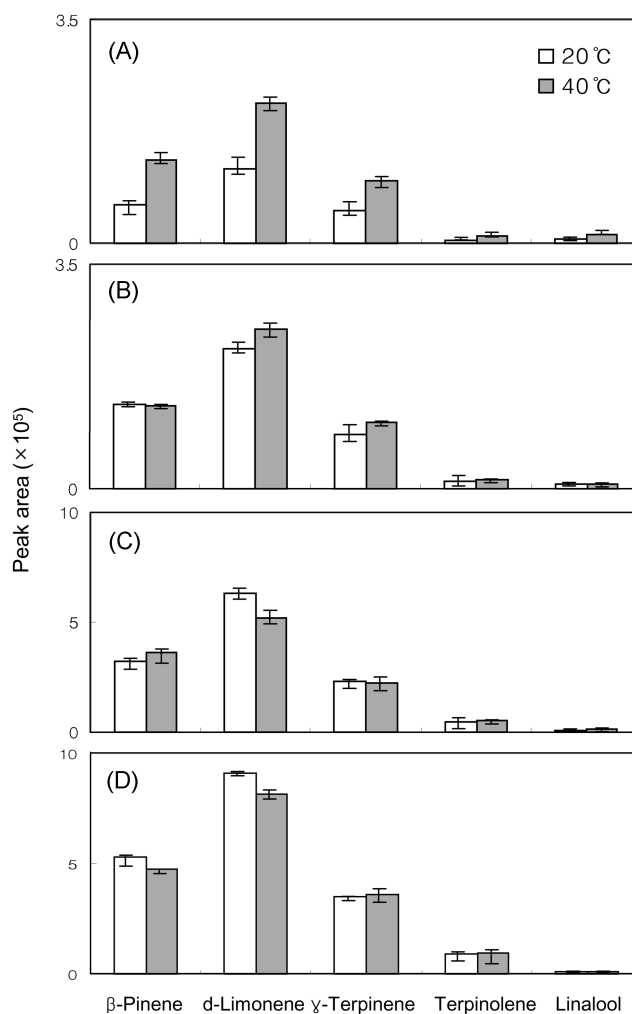 3.5
(A)
20℃
40℃
0
3.5
(B)
0
Peak area (×10⁵)
10
(C)
5
0
10
(D)
5
0
β-Pinene d-Limonene ɣ-Terpinene Terpinolene Linalool